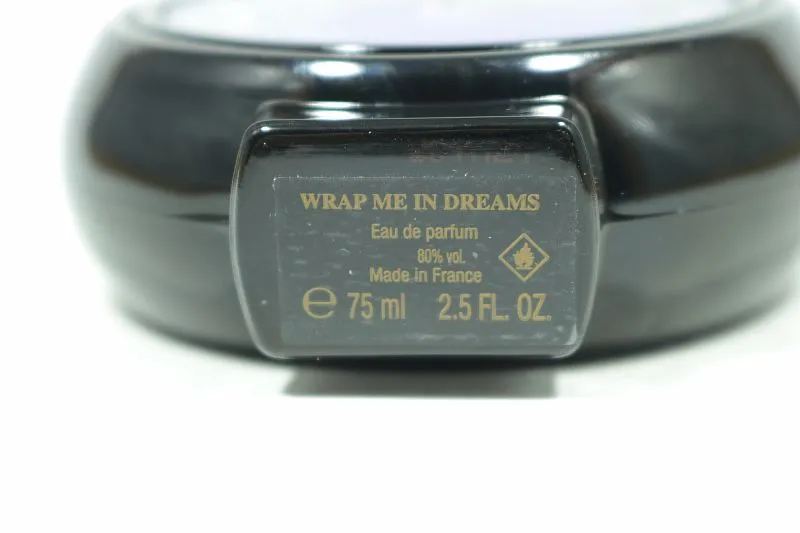 WRAP ME IN DREAMS
Eau de parfum
80% vol.
Made in France
℮ 75 ml 2.5 FL. OZ.